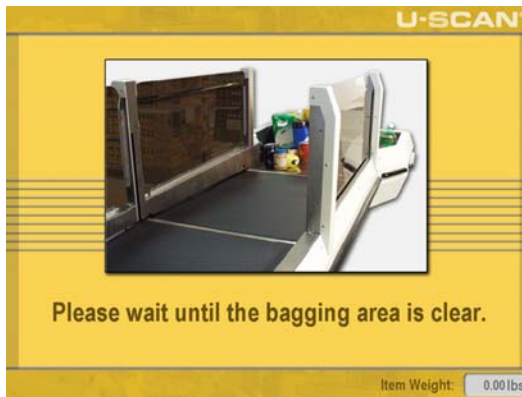 U-SCAN
Please wait until the bagging area is clear.
Item Weight: 0.00 lbs